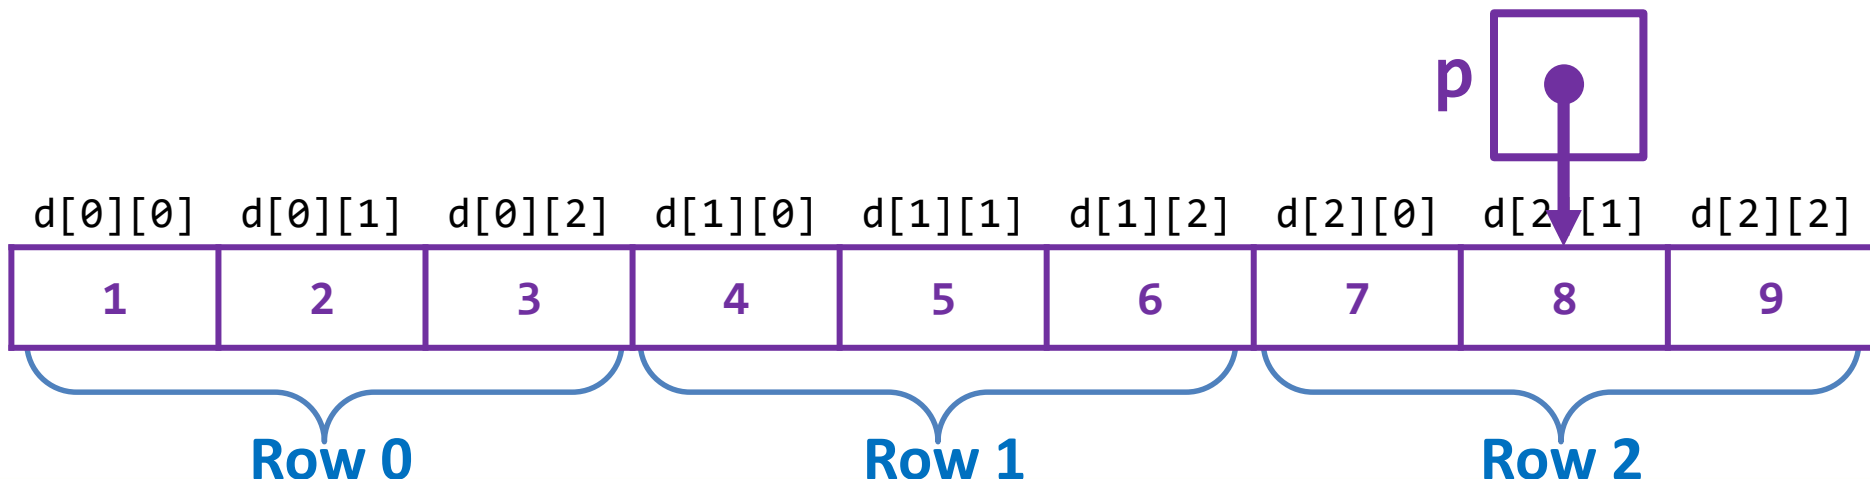 p
d[0][0] d[0][1] d[0][2] d[1][0] d[1][1] d[1][2] d[2][0] d[2][1] d[2][2]
1 2 3 4 5 6 7 8 9
Row 0 Row 1 Row 2